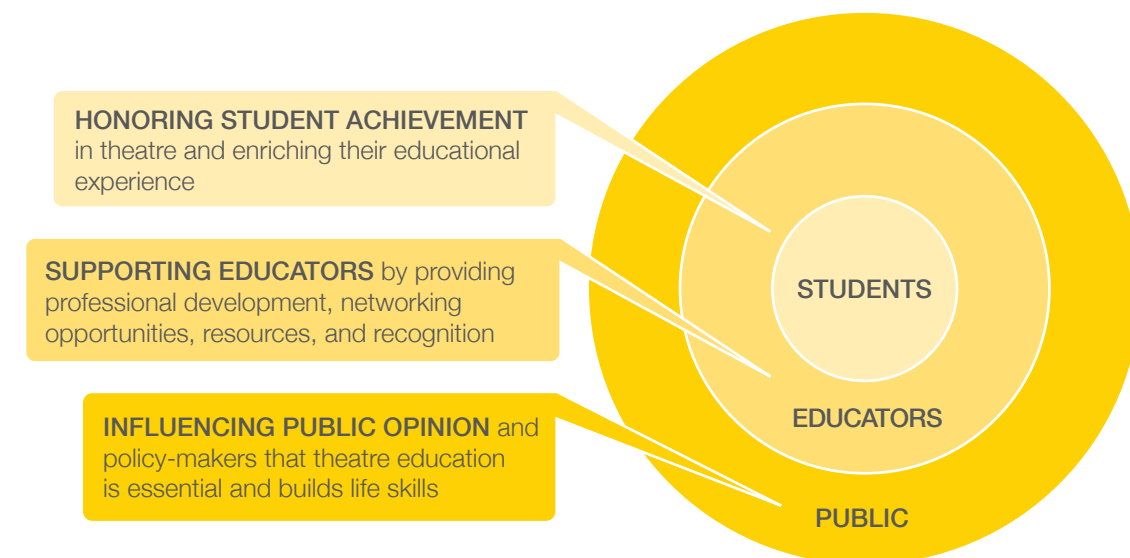 HONORING STUDENT ACHIEVEMENT
in theatre and enriching their educational
experience
SUPPORTING EDUCATORS by providing
professional development, networking
opportunities, resources, and recognition
INFLUENCING PUBLIC OPINION and
policy-makers that theatre education
is essential and builds life skills
STUDENTS
EDUCATORS
PUBLIC